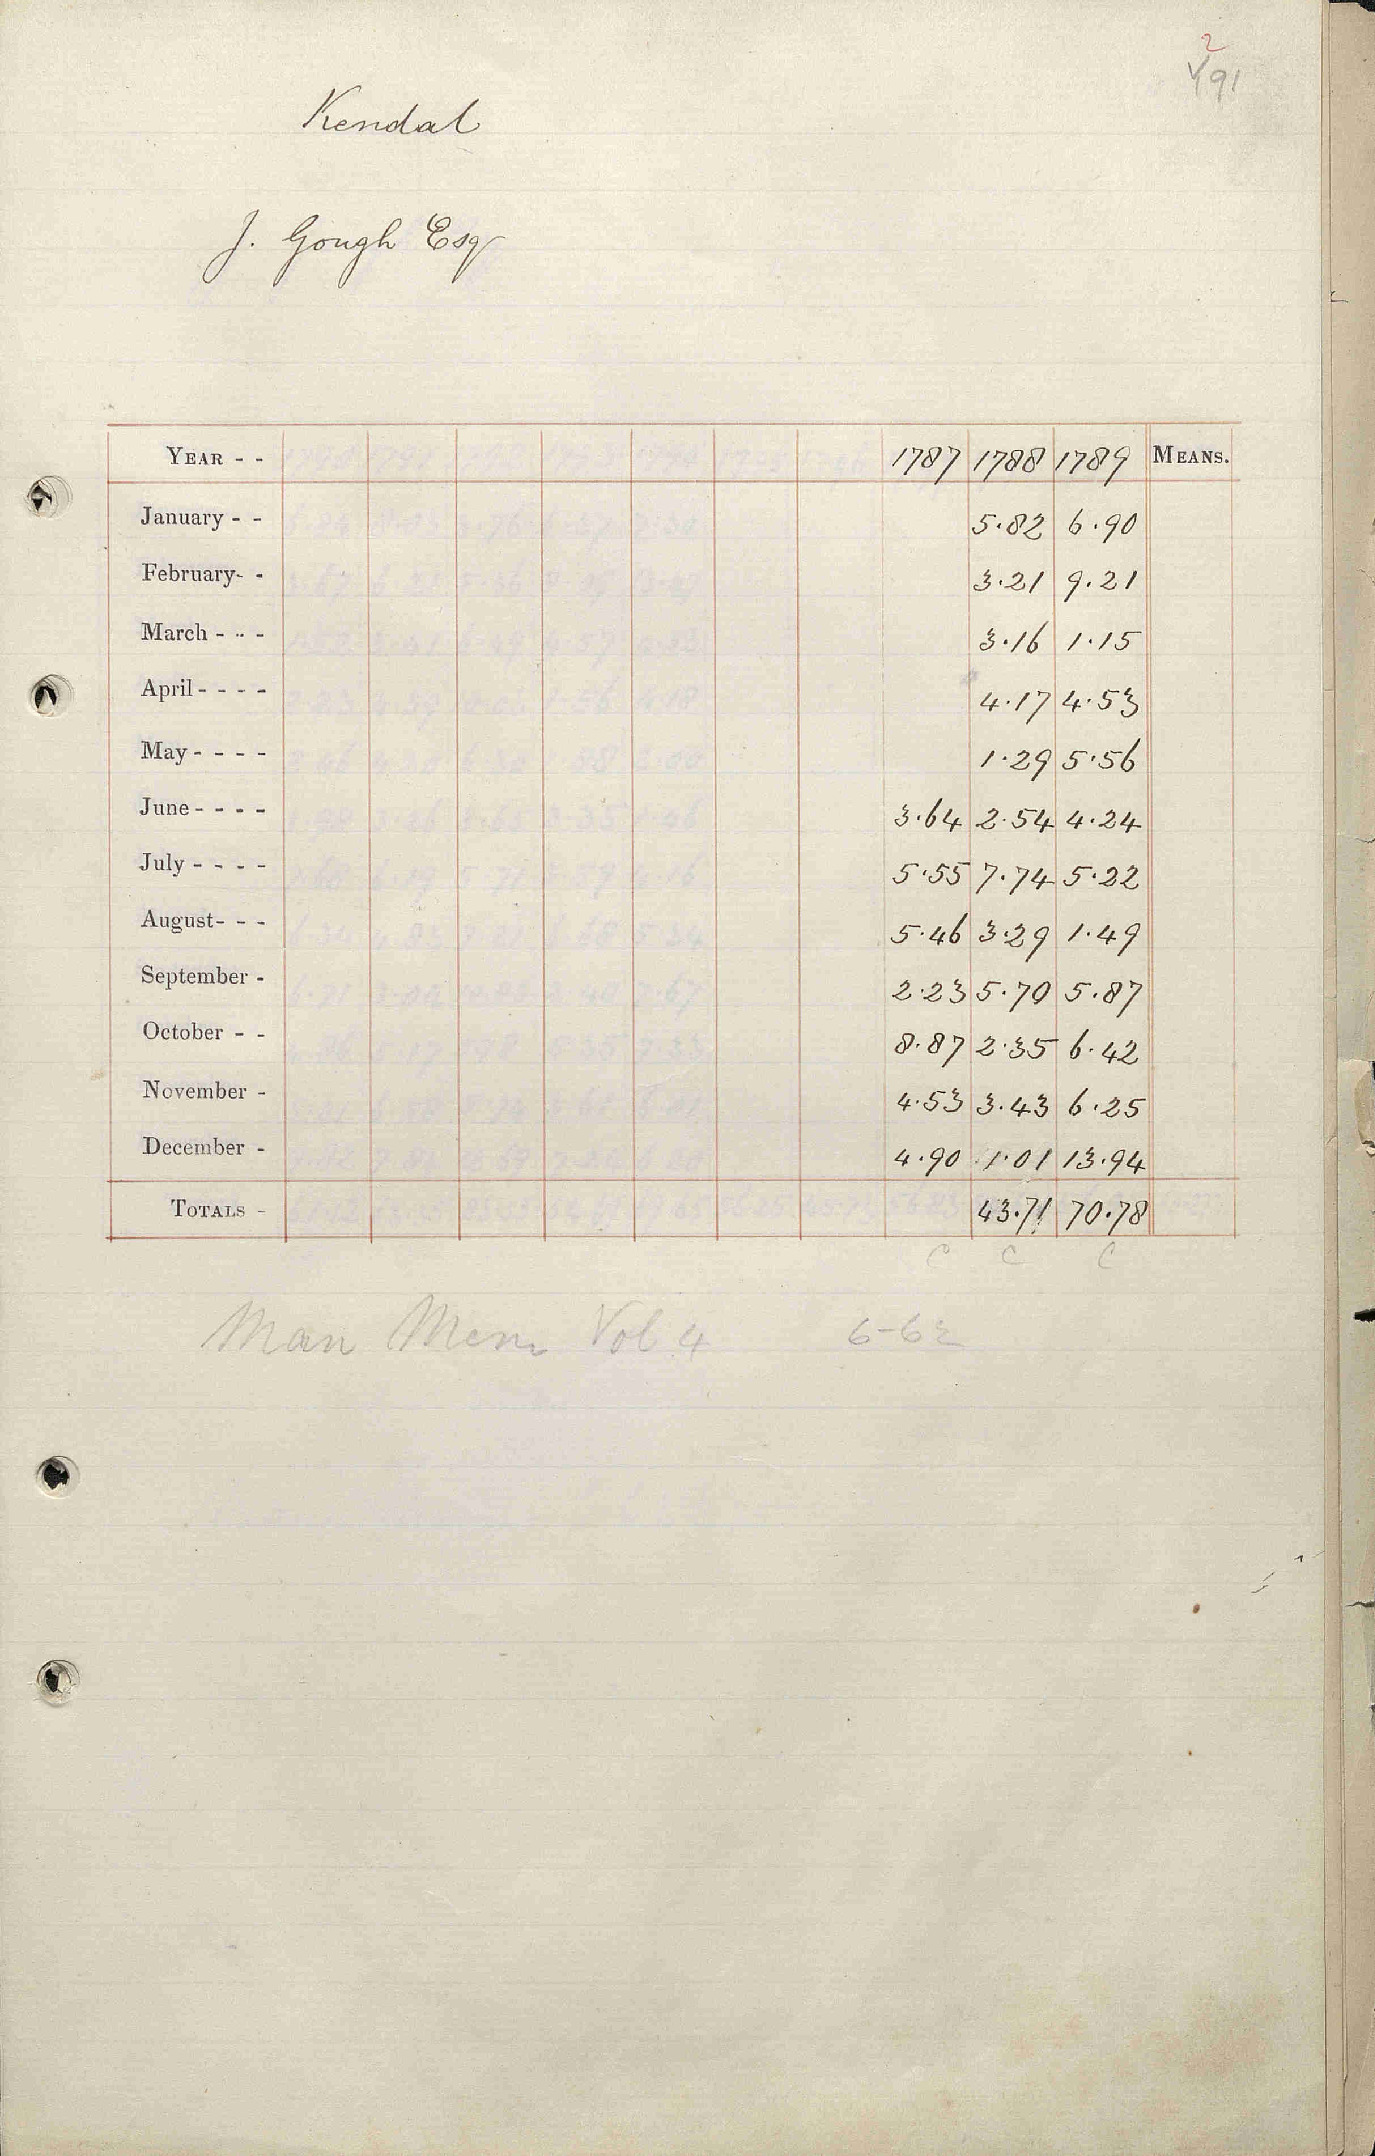 2
191
Kendal
J. Gough Esq
YEAR - - 1787 1788 1789 MEANS.
January - - 5.82 6.90
February- - 3.21 9.21
March - - - 3.16 1.15
April - - - - 4.17 4.53
May - - - - 1.29 5.56
June - - - - 3.64 2.54 4.24
July - - - - 5.55 7.74 5.22
August- - - 5.46 3.29 1.49
September - 2.23 5.70 5.87
October - - 8.87 2.35 6.42
November - 4.53 3.43 6.25
December - 4.90 1.01 13.94
TOTALS - 43.71 70.78
C C C
Man Mem Vol 4 6-63